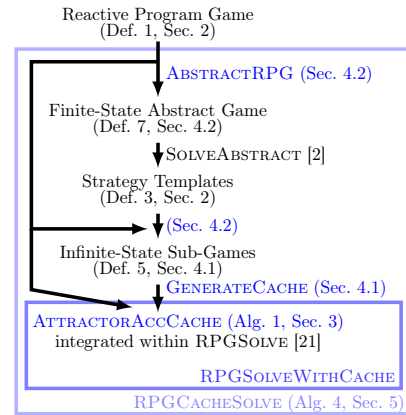 Reactive Program Game
(Def. 1, Sec. 2)
ABSTRACTRPG (Sec. 4.2)
Finite-State Abstract Game
(Def. 7, Sec. 4.2)
SOLVEABSTRACT [2]
Strategy Templates
(Def. 3, Sec. 2)
(Sec. 4.2)
Infinite-State Sub-Games
(Def. 5, Sec. 4.1)
GENERATECACHE (Sec. 4.1)
ATTRACTORACCCACHE (Alg. 1, Sec. 3)
integrated within RPGSOLVE [21]
RPGSOLVEWITHCACHE
RPGCACHESOLVE (Alg. 4, Sec. 5)